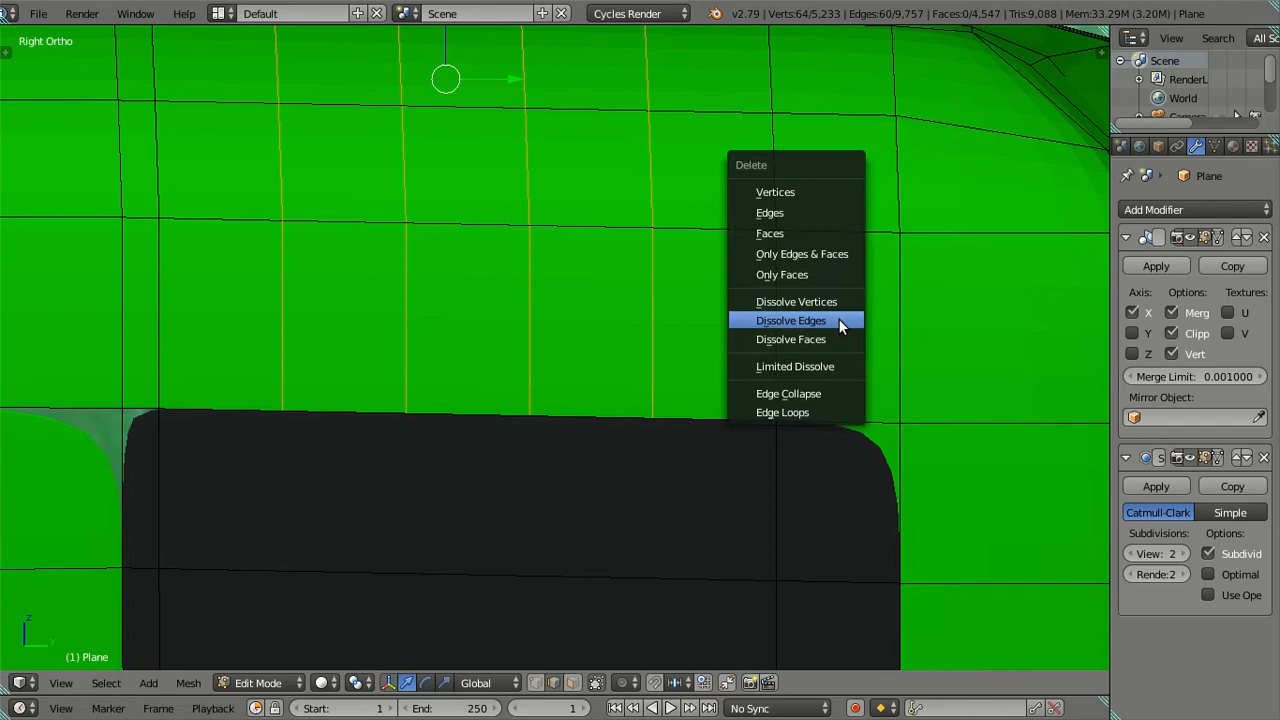 File Render Window Help Default Scene Cycles Render v2.79 | Verts:64/5,233 | Edges:60/9,757 | Faces:0/4,547 | Tris:9,088 | Mem:33.29M (3.20M) | Plane
Right Ortho
View Search All Sc
Scene
RenderL
World
Camera
Delete
Vertices
Edges
Faces
Only Edges & Faces
Only Faces
Dissolve Vertices
Dissolve Edges
Dissolve Faces
Limited Dissolve
Edge Collapse
Edge Loops
Plane
Add Modifier
Apply Copy
Axis: Options: Textures:
X Merg U
Y Clipp V
Z Vert
Merge Limit: 0.001000
Mirror Object:
S
Apply Copy
Catmull-Clark Simple
Subdivisions: Options:
View: 2 Subdivid
Rende:2 Optimal
Use Ope
z
y
(1) Plane
View Select Add Mesh Edit Mode Global
View Marker Frame Playback Start: 1 End: 250 1 No Sync